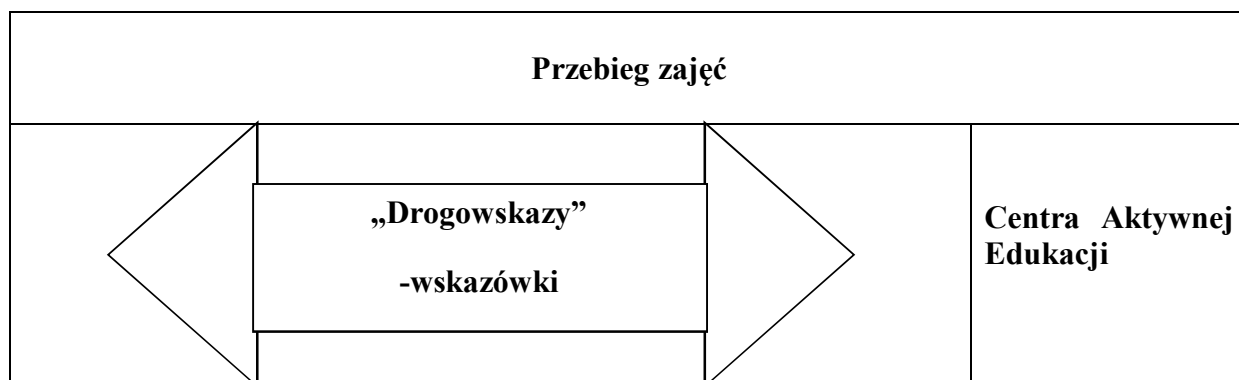 Przebieg zajęć
„Drogowskazy”
-wskazówki
Centra Aktywnej
Edukacji